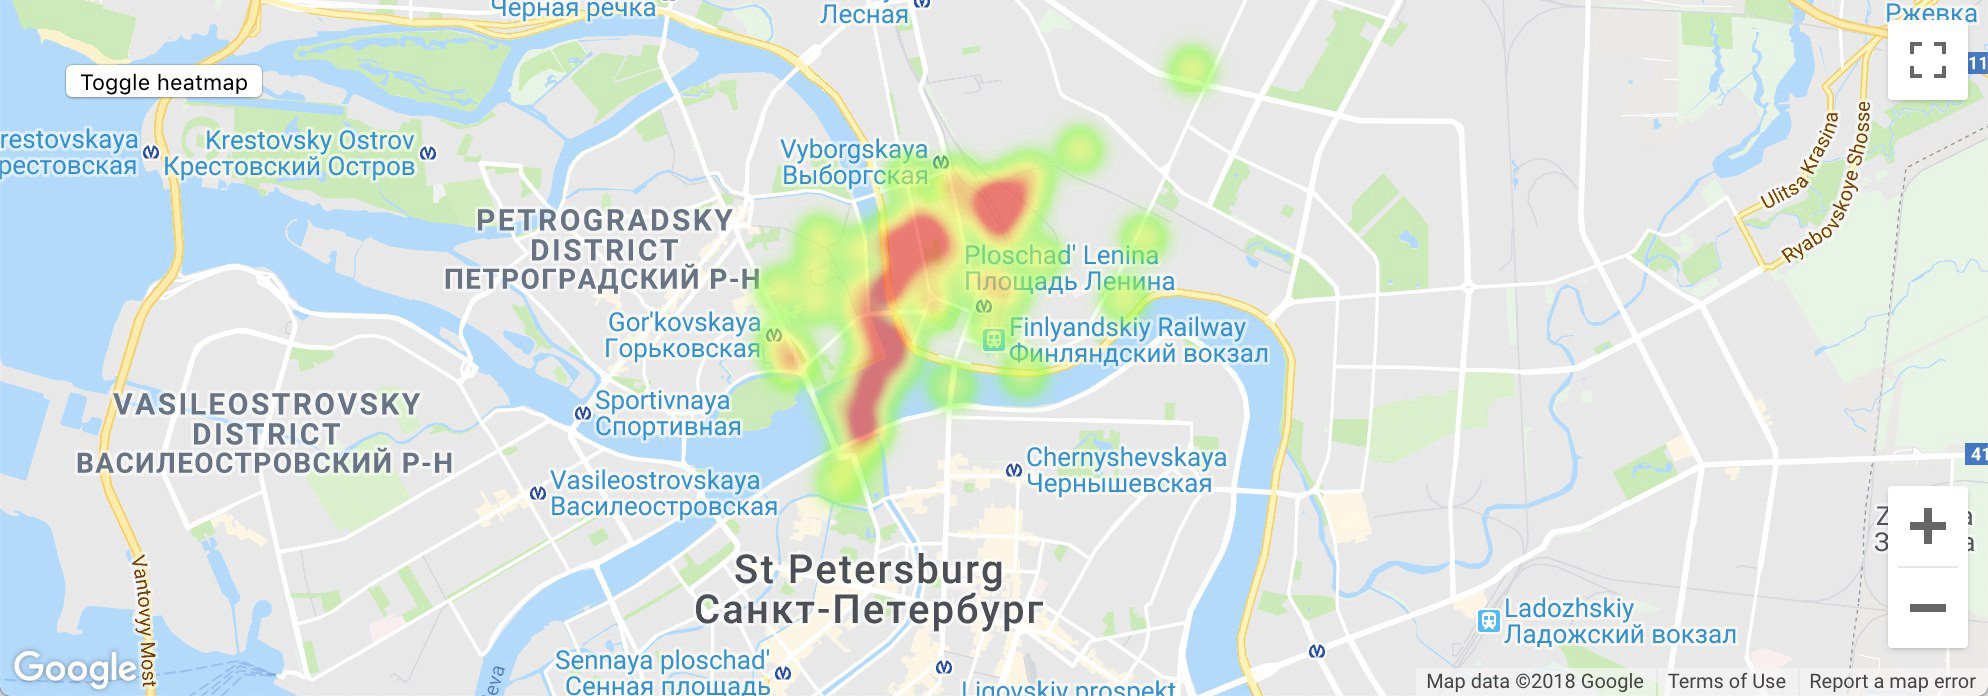 Черная речка
Лесная
Ржевка
Toggle heatmap
11
restovskaya
рестовская
Krestovsky Ostrov
Крестовский Остров
Vyborgskaya
Выборгская
Ulitsa Krasina
Ryabovskoye Shosse
PETROGRADSKY
DISTRICT
ПЕТРОГРАДСКИЙ Р-Н
Ploschad' Lenina
Площадь Ленина
Gor'kovskaya
Горьковская
Finlyandskiy Railway
Финляндский вокзал
VASILEOSTROVSKY
DISTRICT
ВАСИЛЕОСТРОВСКИЙ Р-Н
Sportivnaya
Спортивная
Chernyshevskaya
Чернышевская
41
Vasileostrovskaya
Василеостровская
St Petersburg
Санкт-Петербург
Vantovyy Most
Ladozhskiy
Ладожский вокзал
Sennaya ploschad'
Сенная площадь
Ligovskiy prospekt
eva
Google
Map data ©2018 Google
Terms of Use
Report a map error